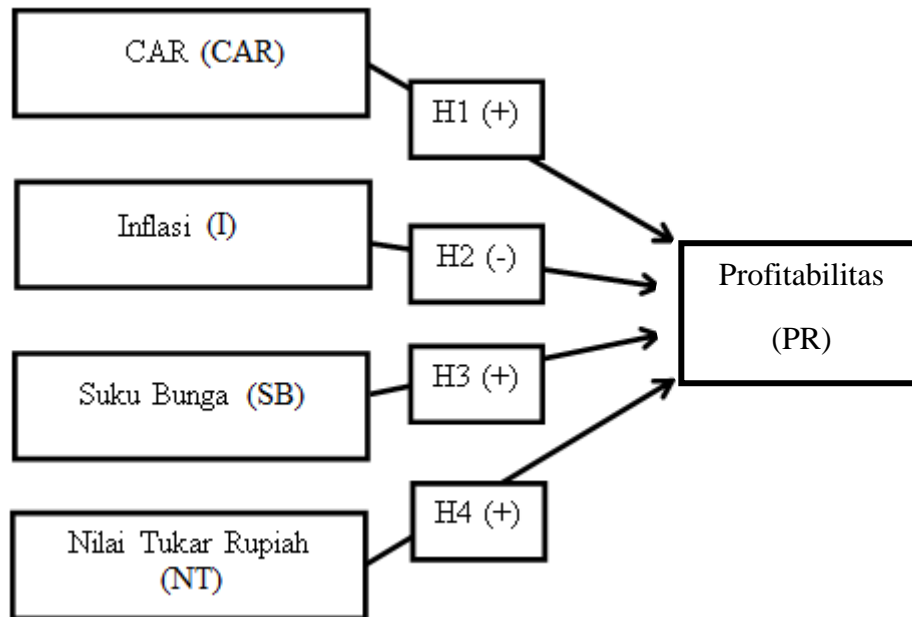 CAR (CAR)
H1 (+)
Inflasi (I)
H2 (-)
Profitabilitas
(PR)
Suku Bunga (SB)
H3 (+)
Nilai Tukar Rupiah
(NT)
H4 (+)